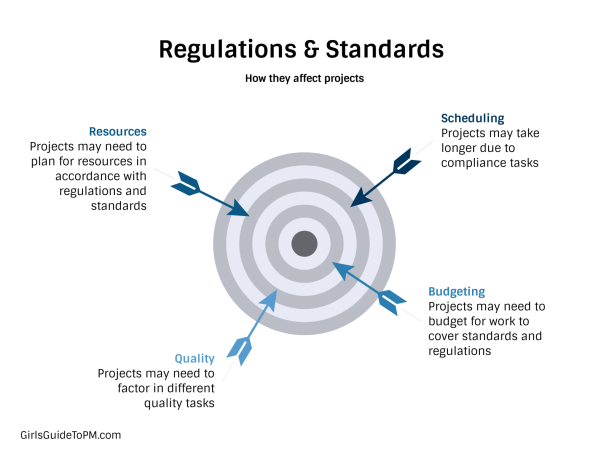 Regulations & Standards
How they affect projects
Resources
Projects may need to
plan for resources in
accordance with
regulations and
standards
Scheduling
Projects may take
longer due to
compliance tasks
Budgeting
Projects may need to
budget for work to
cover standards and
regulations
Quality
Projects may need to
factor in different
quality tasks
GirlsGuideToPM.com